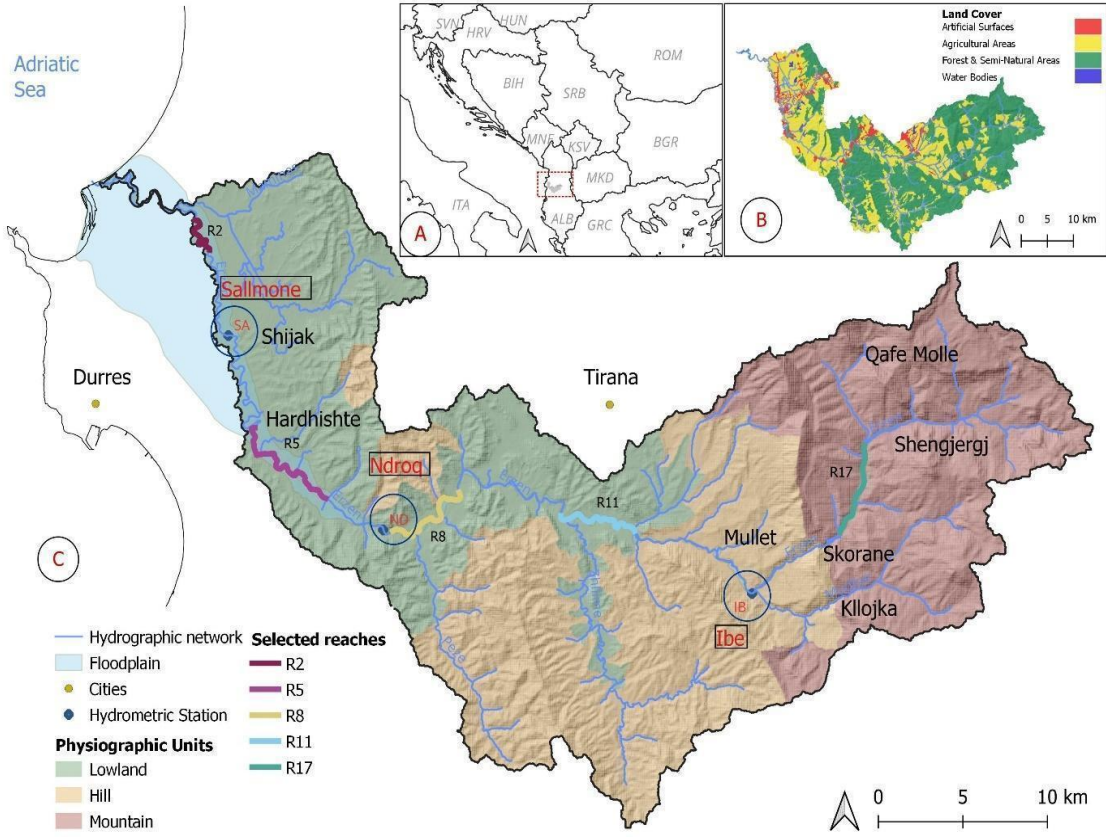 Adriatic
Sea
SVN
HUN
HRV
ROM
BIH
SRB
MNE
KSV
BGR
MKD
ITA
ALB
GRC
A
Land Cover
Artificial Surfaces
Agricultural Areas
Forest & Semi-Natural Areas
Water Bodies
B
0 5 10 km
R2
Sallmone
SA
Shijak
Durres
Tirana
Qafe Molle
Hardhishte
R5
Shengjergj
Ndroq
R17
Erzen
ND
R8
R11
Mullet
C
Skorane
IB
Kllojka
Ibe
Peze
Hydrographic network
Floodplain
Cities
Hydrometric Station
Physiographic Units
Lowland
Hill
Mountain
Selected reaches
R2
R5
R8
R11
R17
0 5 10 km